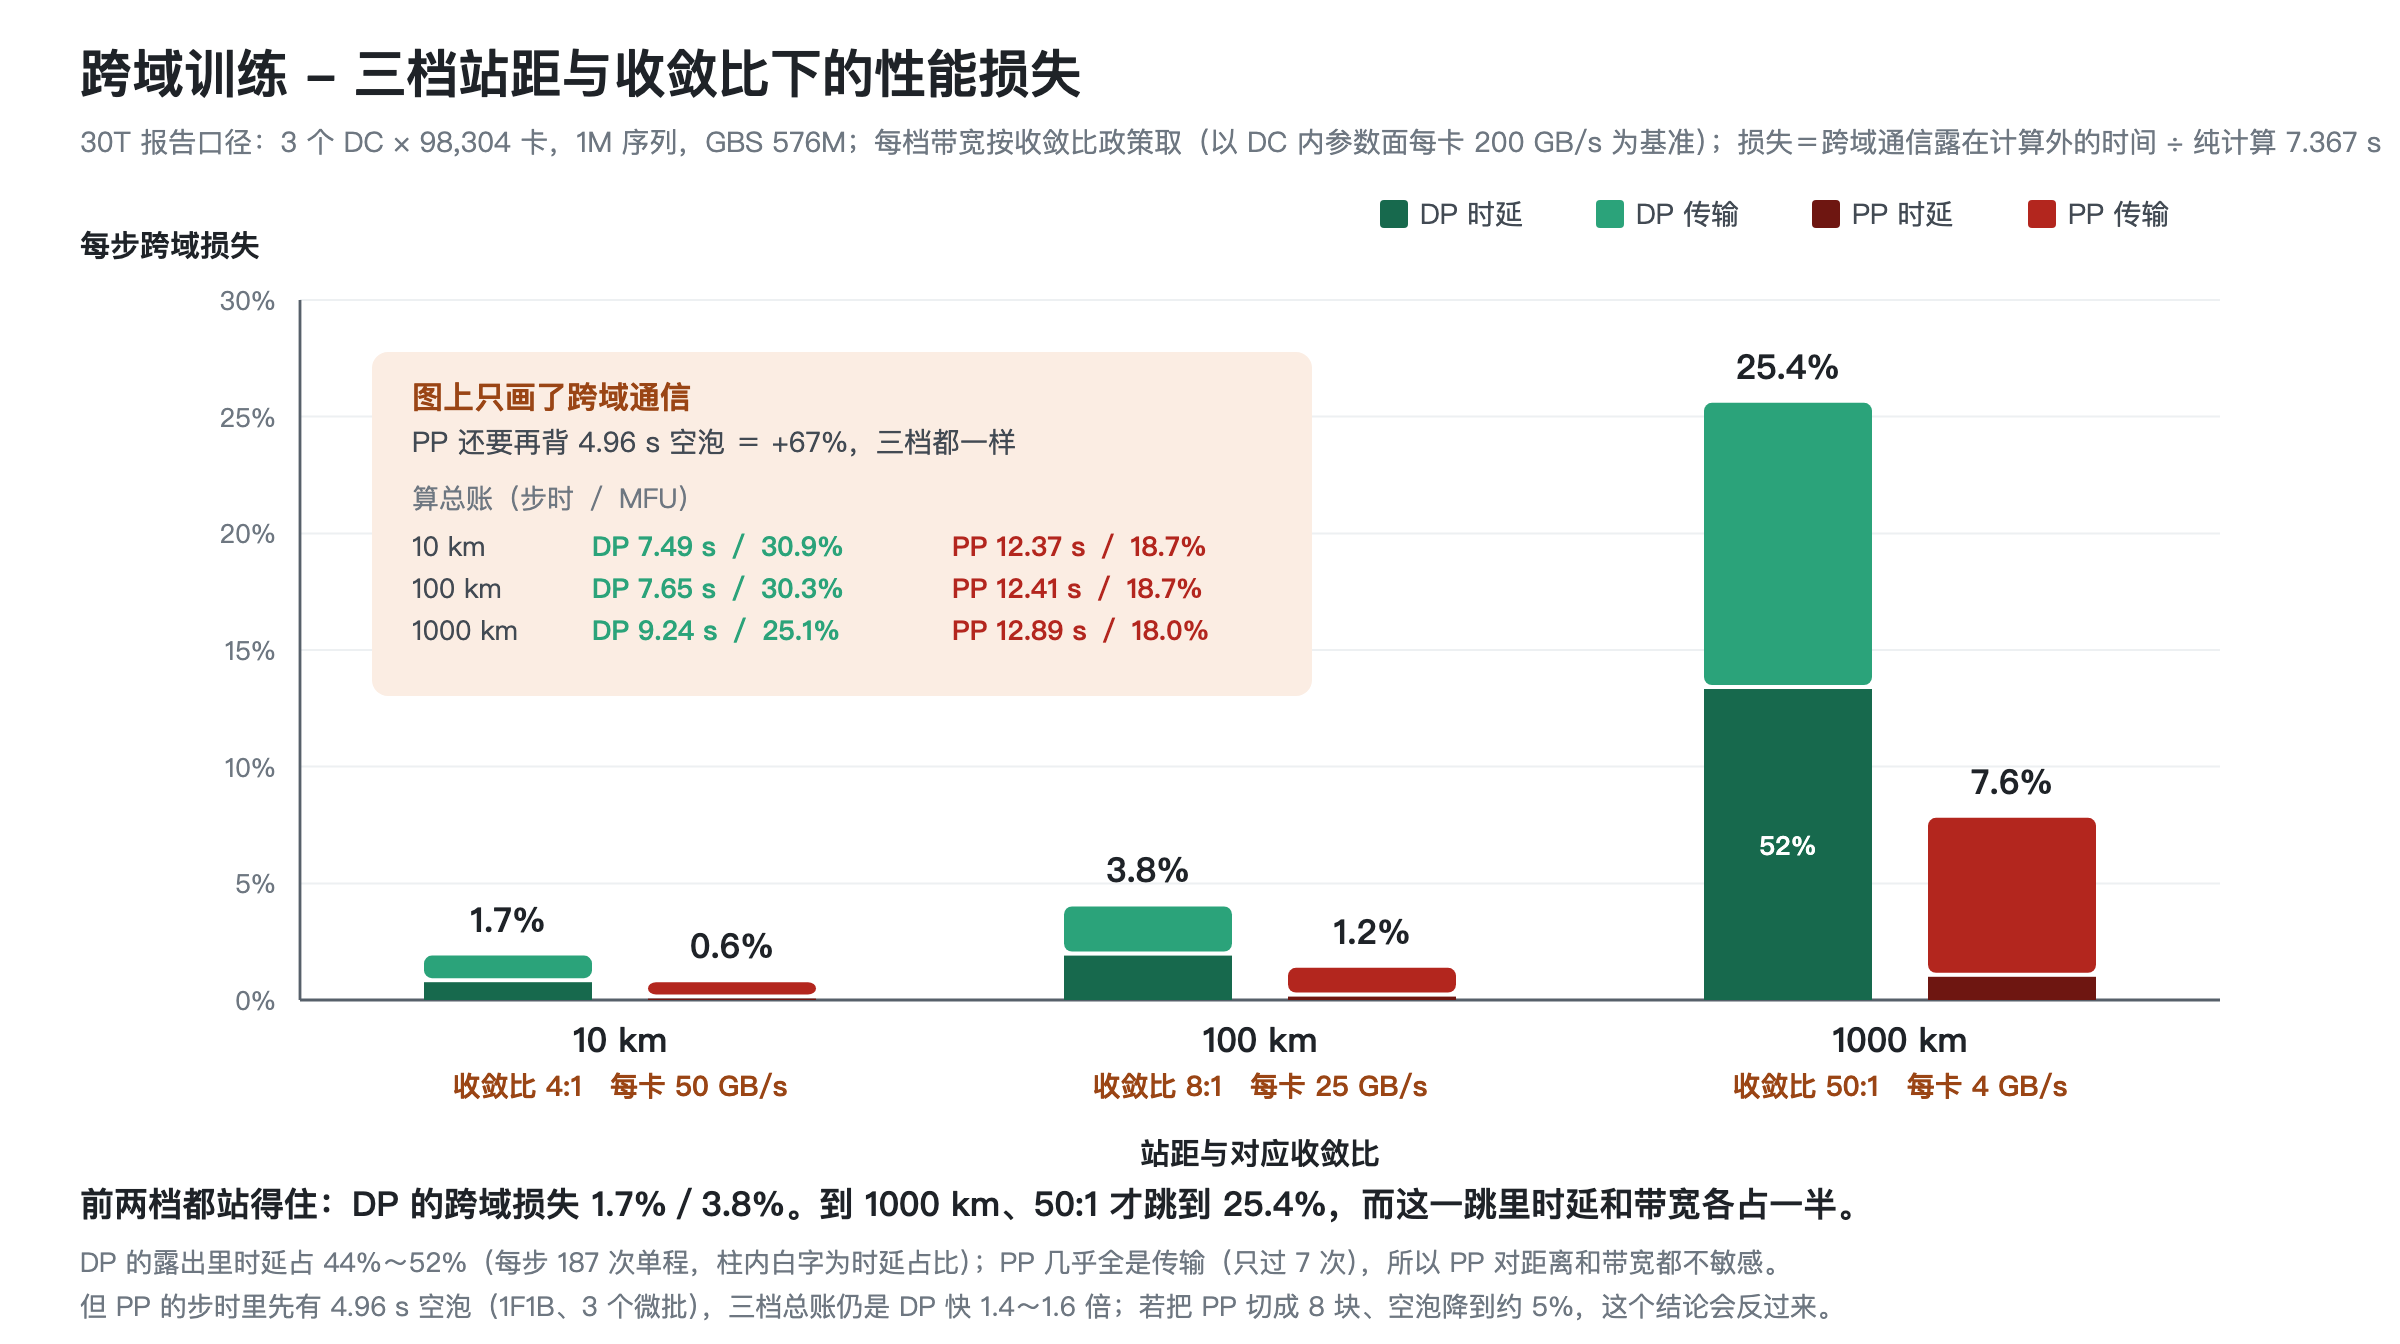 跨域训练 – 三档站距与收敛比下的性能损失
30T 报告口径：3 个 DC × 98,304 卡，1M 序列，GBS 576M；每档带宽按收敛比政策取（以 DC 内参数面每卡 200 GB/s 为基准）；损失＝跨域通信露在计算外的时间 ÷ 纯计算 7.367 s
DP 时延 DP 传输 PP 时延 PP 传输
每步跨域损失
30%
25%
20%
15%
10%
5%
0%
图上只画了跨域通信
PP 还要再背 4.96 s 空泡 ＝ +67%，三档都一样
算总账（步时 / MFU）
10 km DP 7.49 s / 30.9% PP 12.37 s / 18.7%
100 km DP 7.65 s / 30.3% PP 12.41 s / 18.7%
1000 km DP 9.24 s / 25.1% PP 12.89 s / 18.0%
1.7%
0.6%
3.8%
1.2%
25.4%
52%
7.6%
10 km
收敛比 4:1 每卡 50 GB/s
100 km
收敛比 8:1 每卡 25 GB/s
1000 km
收敛比 50:1 每卡 4 GB/s
站距与对应收敛比
前两档都站得住：DP 的跨域损失 1.7% / 3.8%。到 1000 km、50:1 才跳到 25.4%，而这一跳里时延和带宽各占一半。
DP 的露出里时延占 44%～52%（每步 187 次单程，柱内白字为时延占比）；PP 几乎全是传输（只过 7 次），所以 PP 对距离和带宽都不敏感。
但 PP 的步时里先有 4.96 s 空泡（1F1B、3 个微批），三档总账仍是 DP 快 1.4～1.6 倍；若把 PP 切成 8 块、空泡降到约 5%，这个结论会反过来。